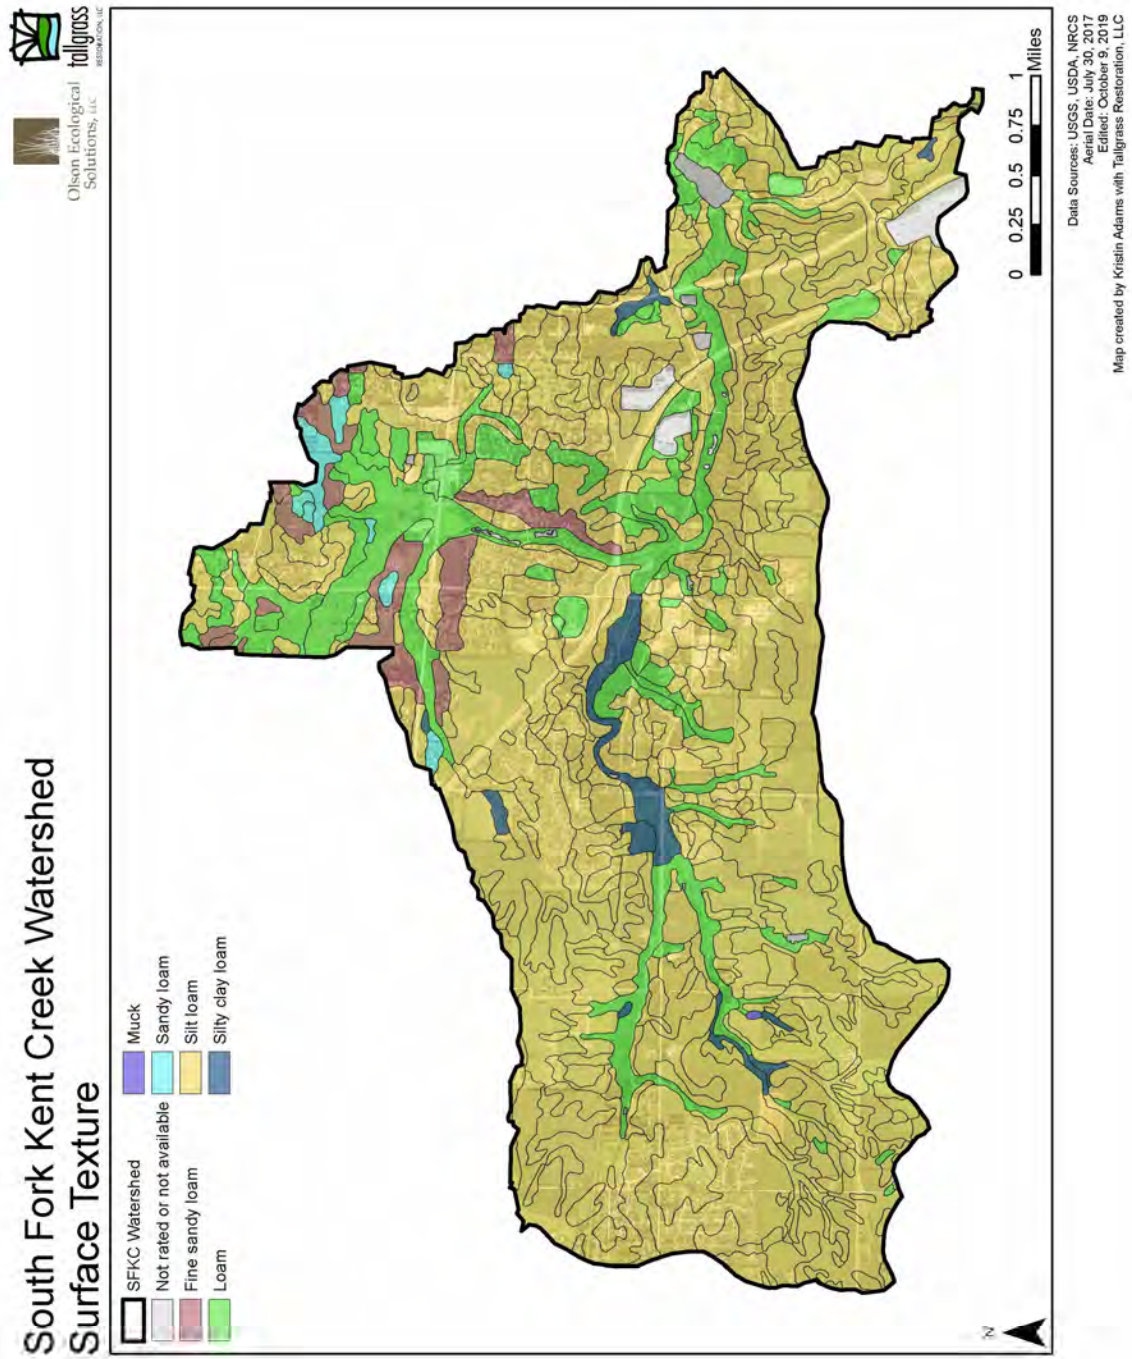 South Fork Kent Creek Watershed
Surface Texture
Olson Ecological
Solutions, LLC
tallgrass
RESTORATION, LLC
SFKC Watershed
Not rated or not available
Fine sandy loam
Loam
Muck
Sandy loam
Silt loam
Silty clay loam
N
0 0.25 0.5 0.75 1
Miles
Data Sources: USGS, USDA, NRCS
Aerial Date: July 30, 2017
Edited: October 9, 2019
Map created by Kristin Adams with Tallgrass Restoration, LLC